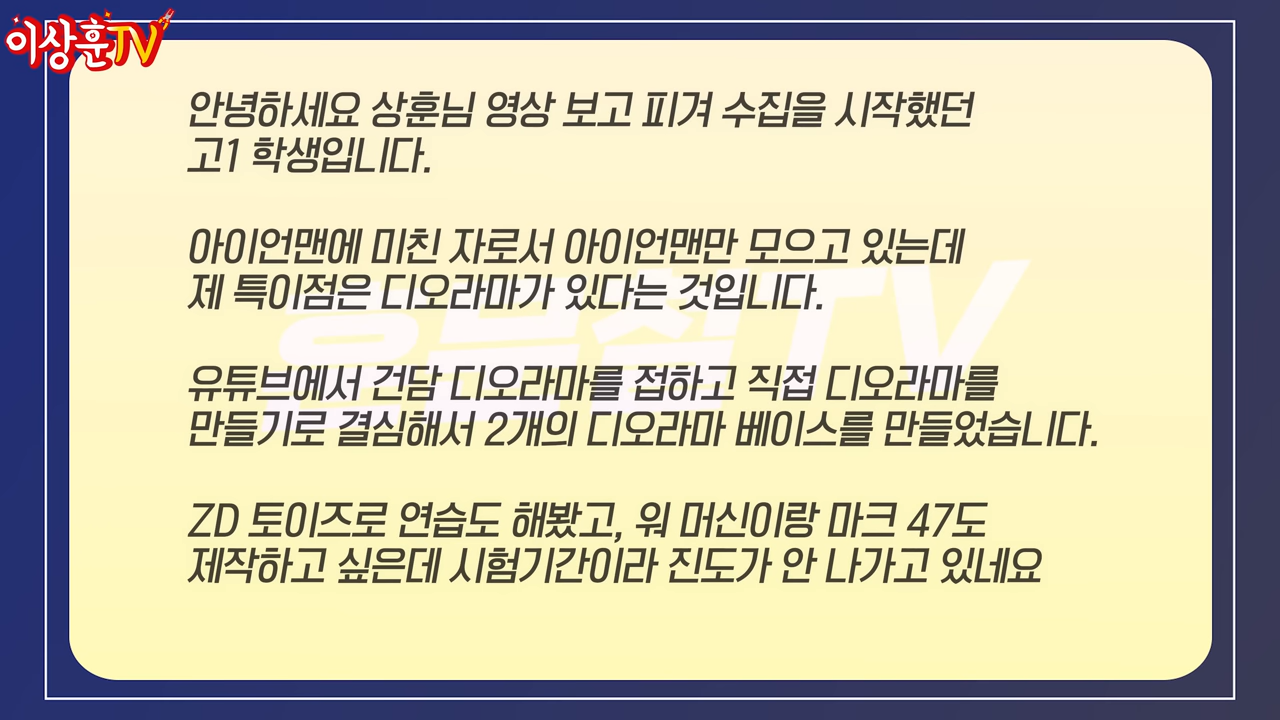 이상훈TV
안녕하세요 상훈님 영상 보고 피겨 수집을 시작했던
고1 학생입니다.
아이언맨에 미친 자로서 아이언맨만 모으고 있는데
제 특이점은 디오라마가 있다는 것입니다.
유튜브에서 건담 디오라마를 접하고 직접 디오라마를
만들기로 결심해서 2개의 디오라마 베이스를 만들었습니다.
ZD 토이즈로 연습도 해봤고, 워 머신이랑 마크 47도
제작하고 싶은데 시험기간이라 진도가 안 나가고 있네요